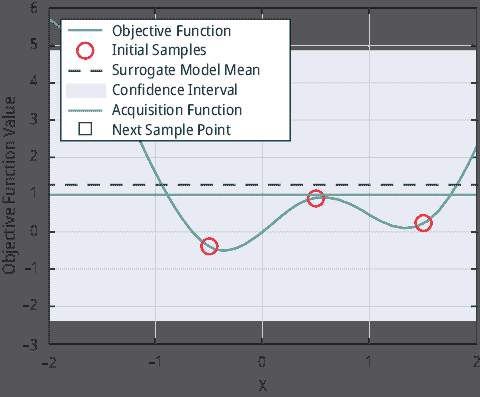 6
5
4
3
2
1
0
−1
−2
−3
Objective Function Value
Objective Function
Initial Samples
Surrogate Model Mean
Confidence Interval
Acquisition Function
Next Sample Point
−2
−1
0
1
2
X